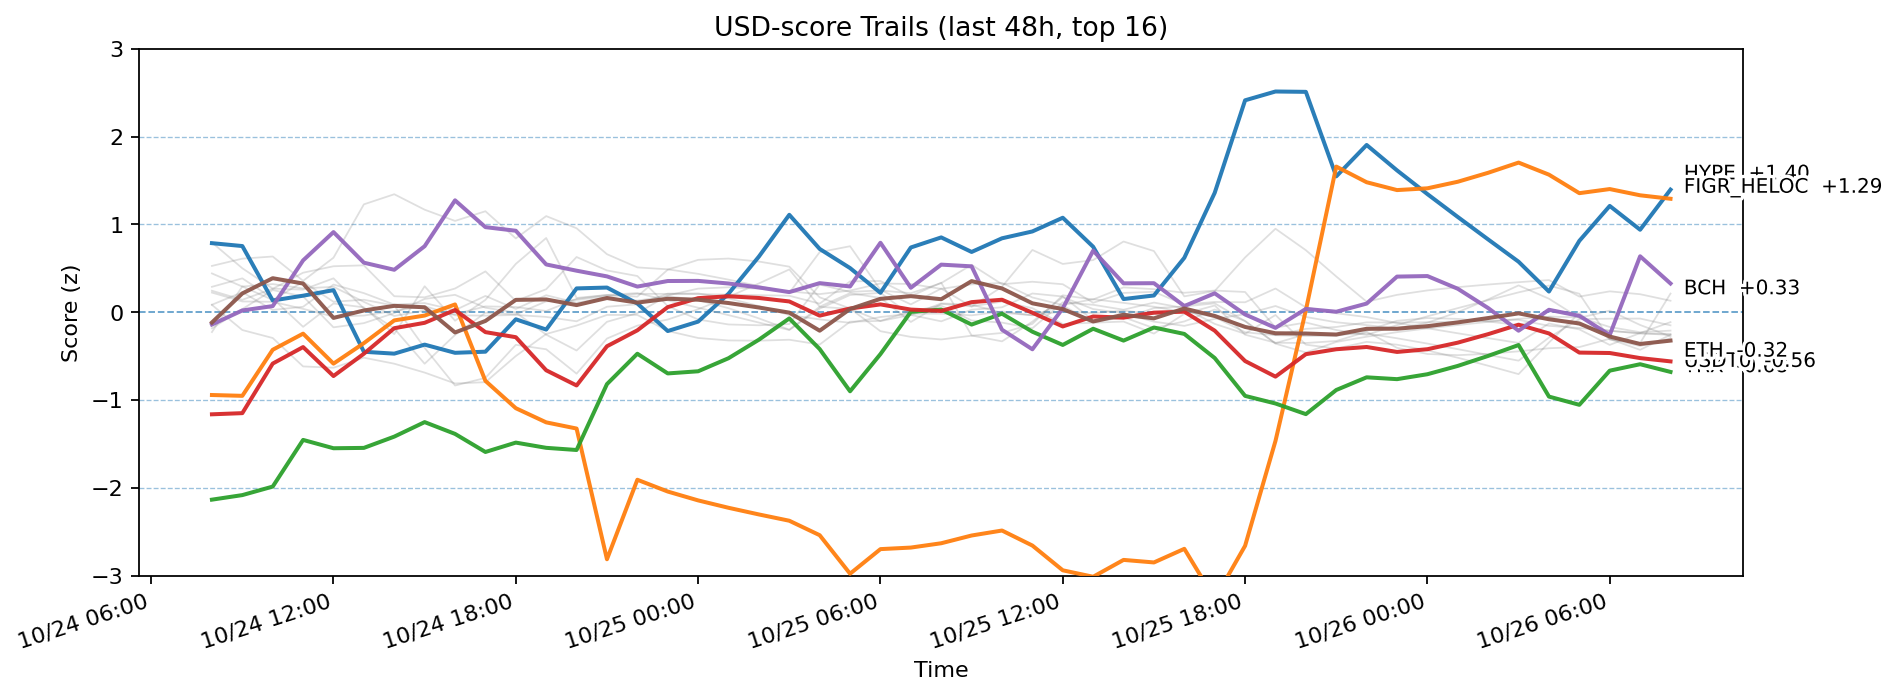 USD-score Trails (last 48h, top 16)
3
2
1
0
−1
−2
−3
Score (z)
HYPE +1.40
FIGR_HELOC +1.29
BCH +0.33
ETH -0.32
USDT0 -0.56
10/24 06:00
10/24 12:00
10/24 18:00
10/25 00:00
10/25 06:00
10/25 12:00
10/25 18:00
10/26 00:00
10/26 06:00
Time